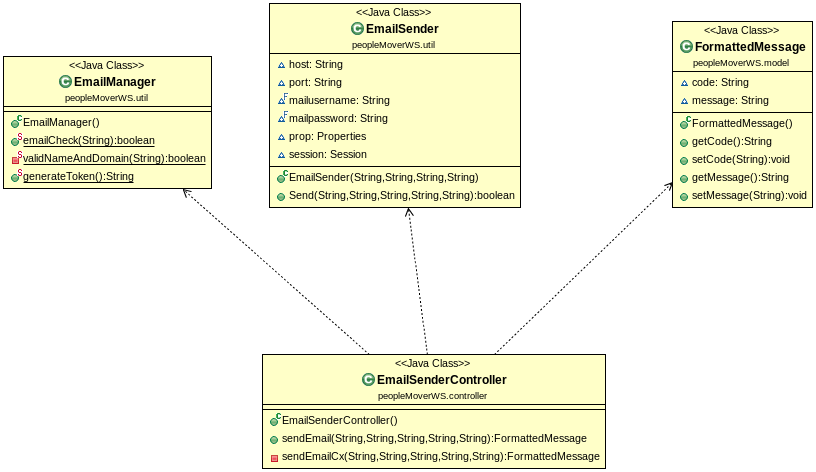 <<Java Class>>
EmailManager
peopleMoverWS.util
EmailManager()
emailCheck(String):boolean
validNameAndDomain(String):boolean
generateToken():String
<<Java Class>>
EmailSender
peopleMoverWS.util
host: String
port: String
mailusername: String
mailpassword: String
prop: Properties
session: Session
EmailSender(String,String,String,String)
Send(String,String,String,String,String):boolean
<<Java Class>>
FormattedMessage
peopleMoverWS.model
code: String
message: String
FormattedMessage()
getCode():String
setCode(String):void
getMessage():String
setMessage(String):void
<<Java Class>>
EmailSenderController
peopleMoverWS.controller
EmailSenderController()
sendEmail(String,String,String,String,String):FormattedMessage
sendEmailCx(String,String,String,String,String):FormattedMessage